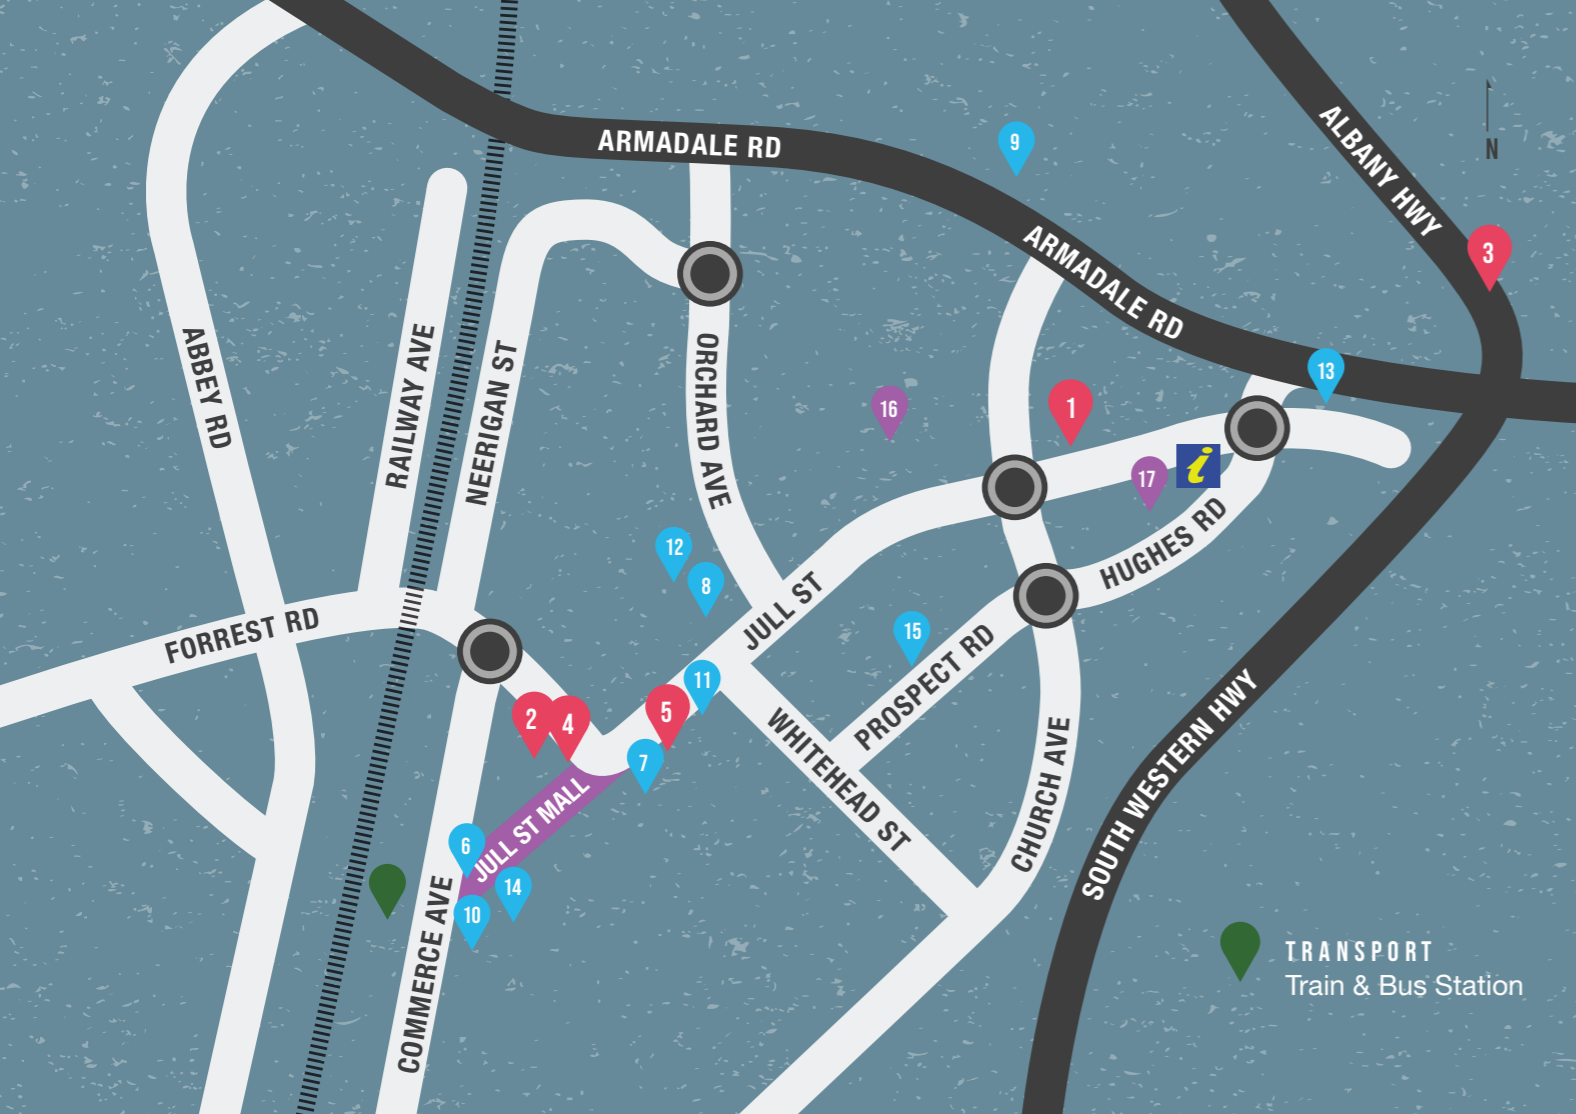 ARMADALE RD
9
ALBANY HWY
N
ARMADALE RD
3
ABBEY RD
RAILWAY AVE
NEERIGAN ST
ORCHARD AVE
16
1
13
17
i
HUGHES RD
12
8
JULL ST
15
FORREST RD
PROSPECT RD
11
2
4
5
7
WHITEHEAD ST
CHURCH AVE
SOUTH WESTERN HWY
JULL ST MALL
6
14
10
COMMERCE AVE
TRANSPORT
Train & Bus Station